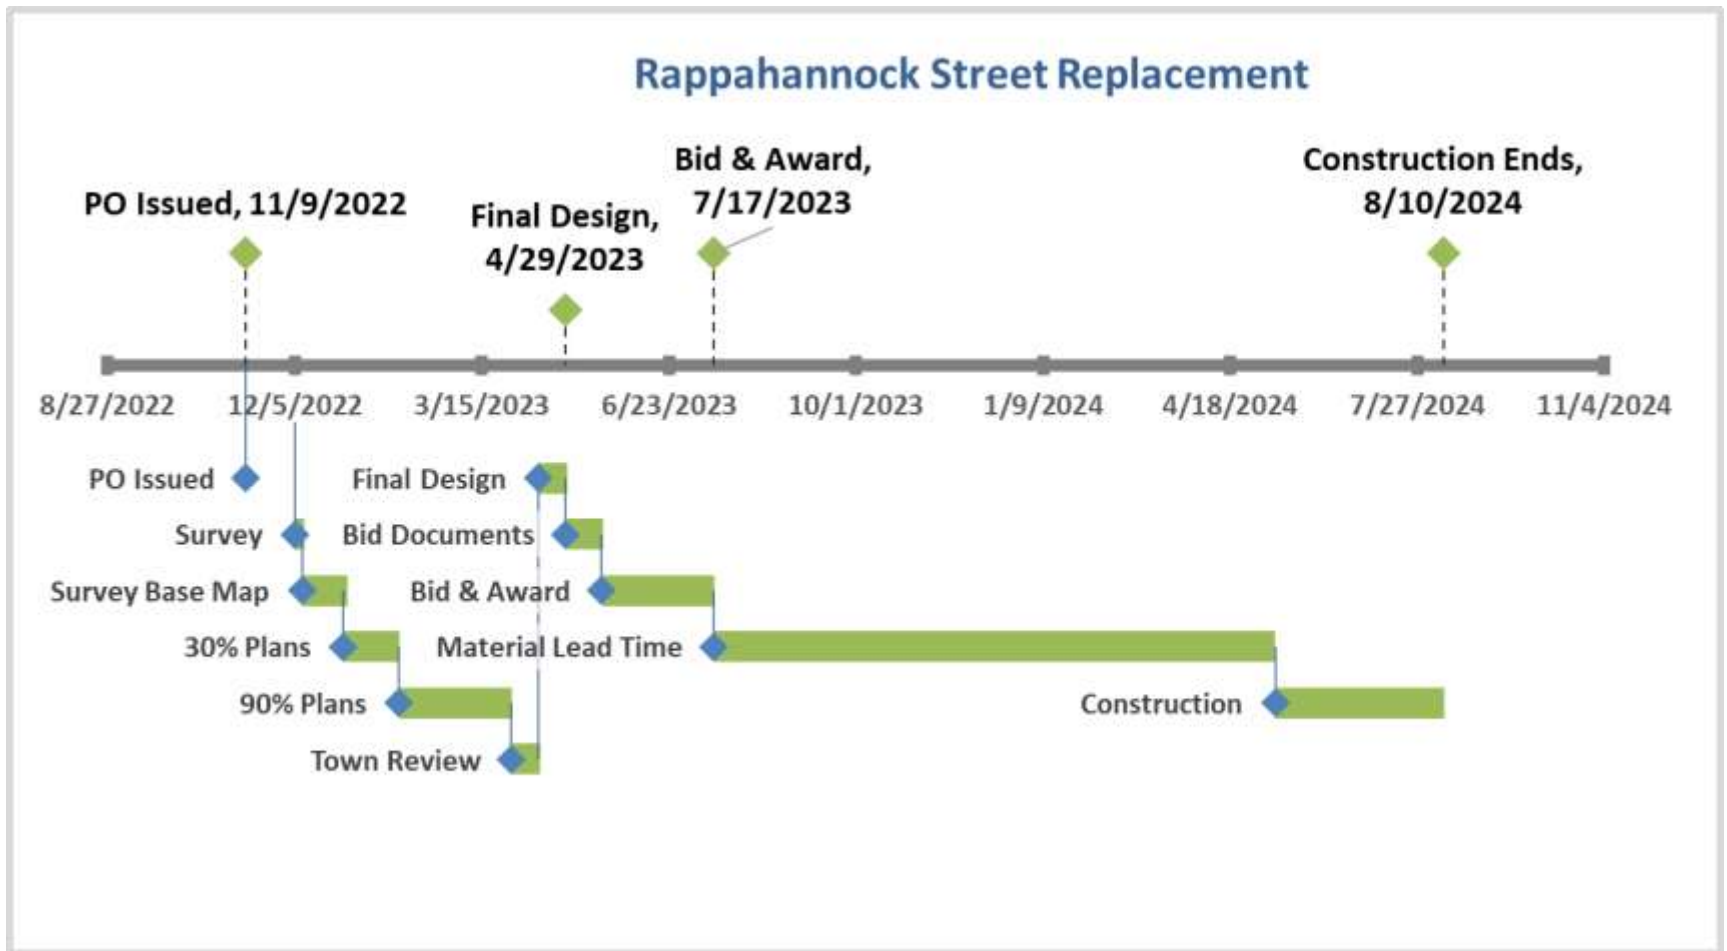 Rappahannock Street Replacement
PO Issued, 11/9/2022
Final Design,
4/29/2023
Bid & Award,
7/17/2023
Construction Ends,
8/10/2024
8/27/2022
12/5/2022
3/15/2023
6/23/2023
10/1/2023
1/9/2024
4/18/2024
7/27/2024
11/4/2024
PO Issued
Final Design
Survey
Bid Documents
Survey Base Map
Bid & Award
30% Plans
Material Lead Time
90% Plans
Construction
Town Review